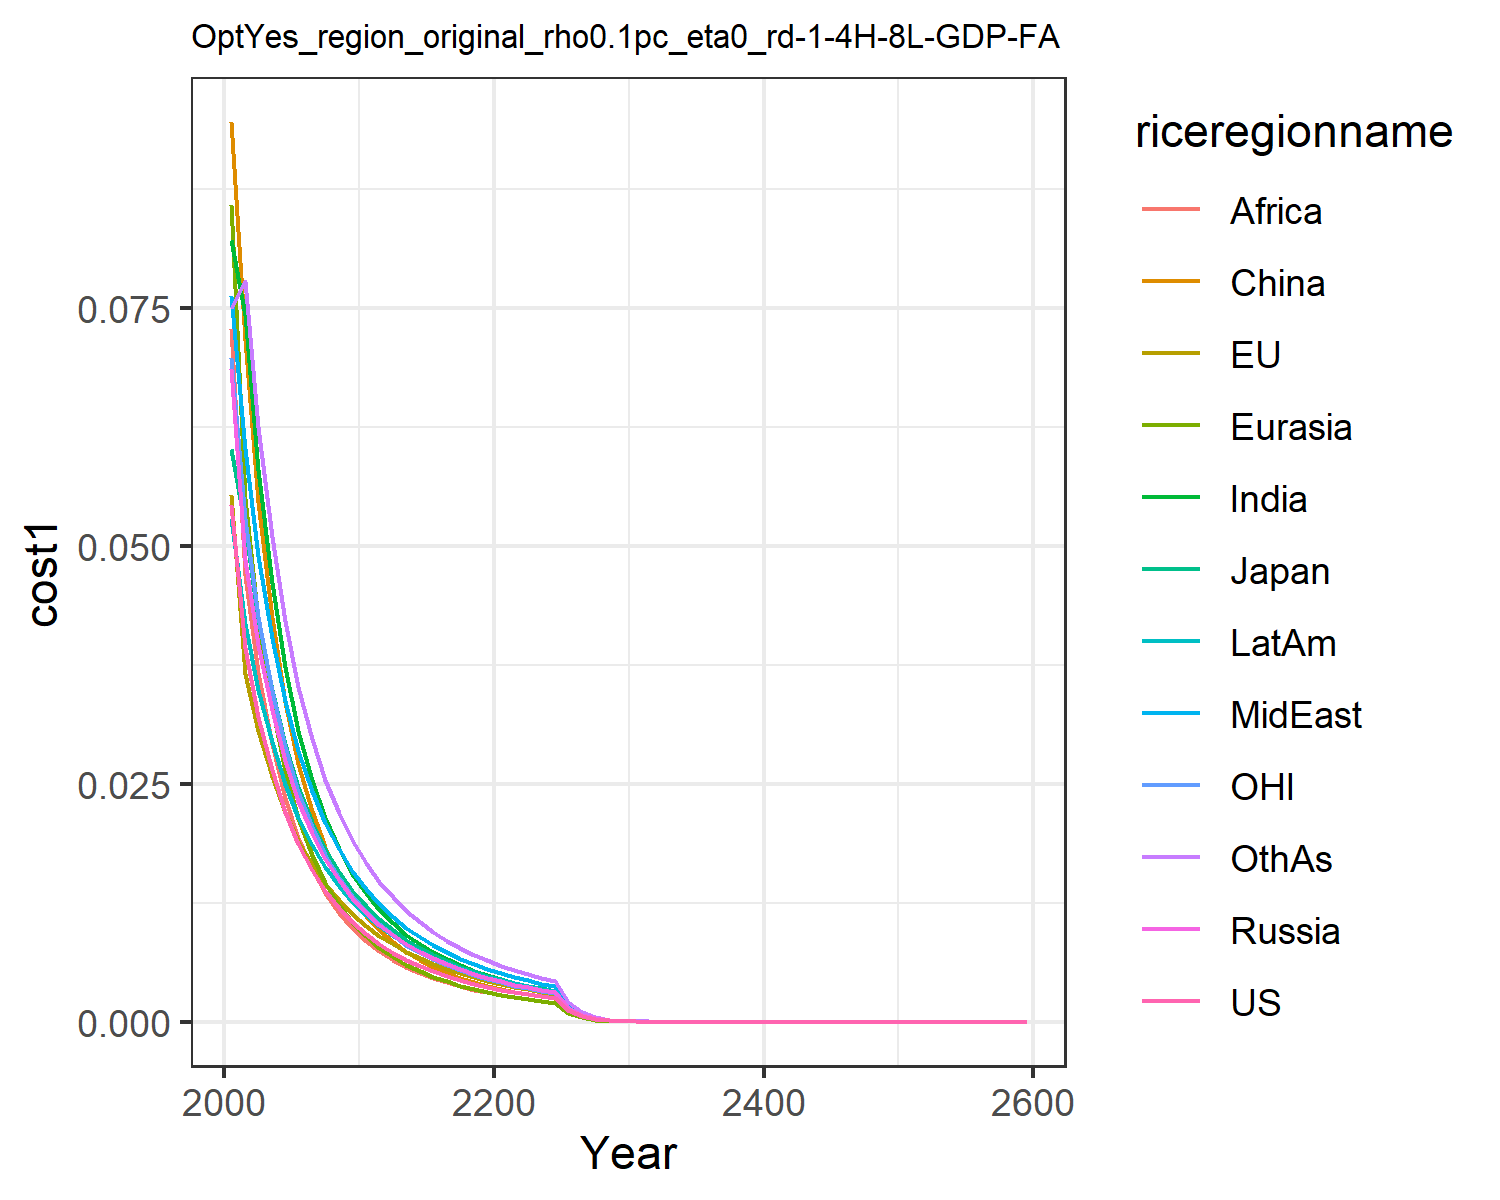 OptYes_region_original_rho0.1pc_eta0_rd-1-4H-8L-GDP-FA
riceregionname
Africa
China
EU
Eurasia
India
Japan
LatAm
MidEast
OHI
OthAs
Russia
US
cost1
0.075
0.050
0.025
0.000
2000
2200
2400
2600
Year